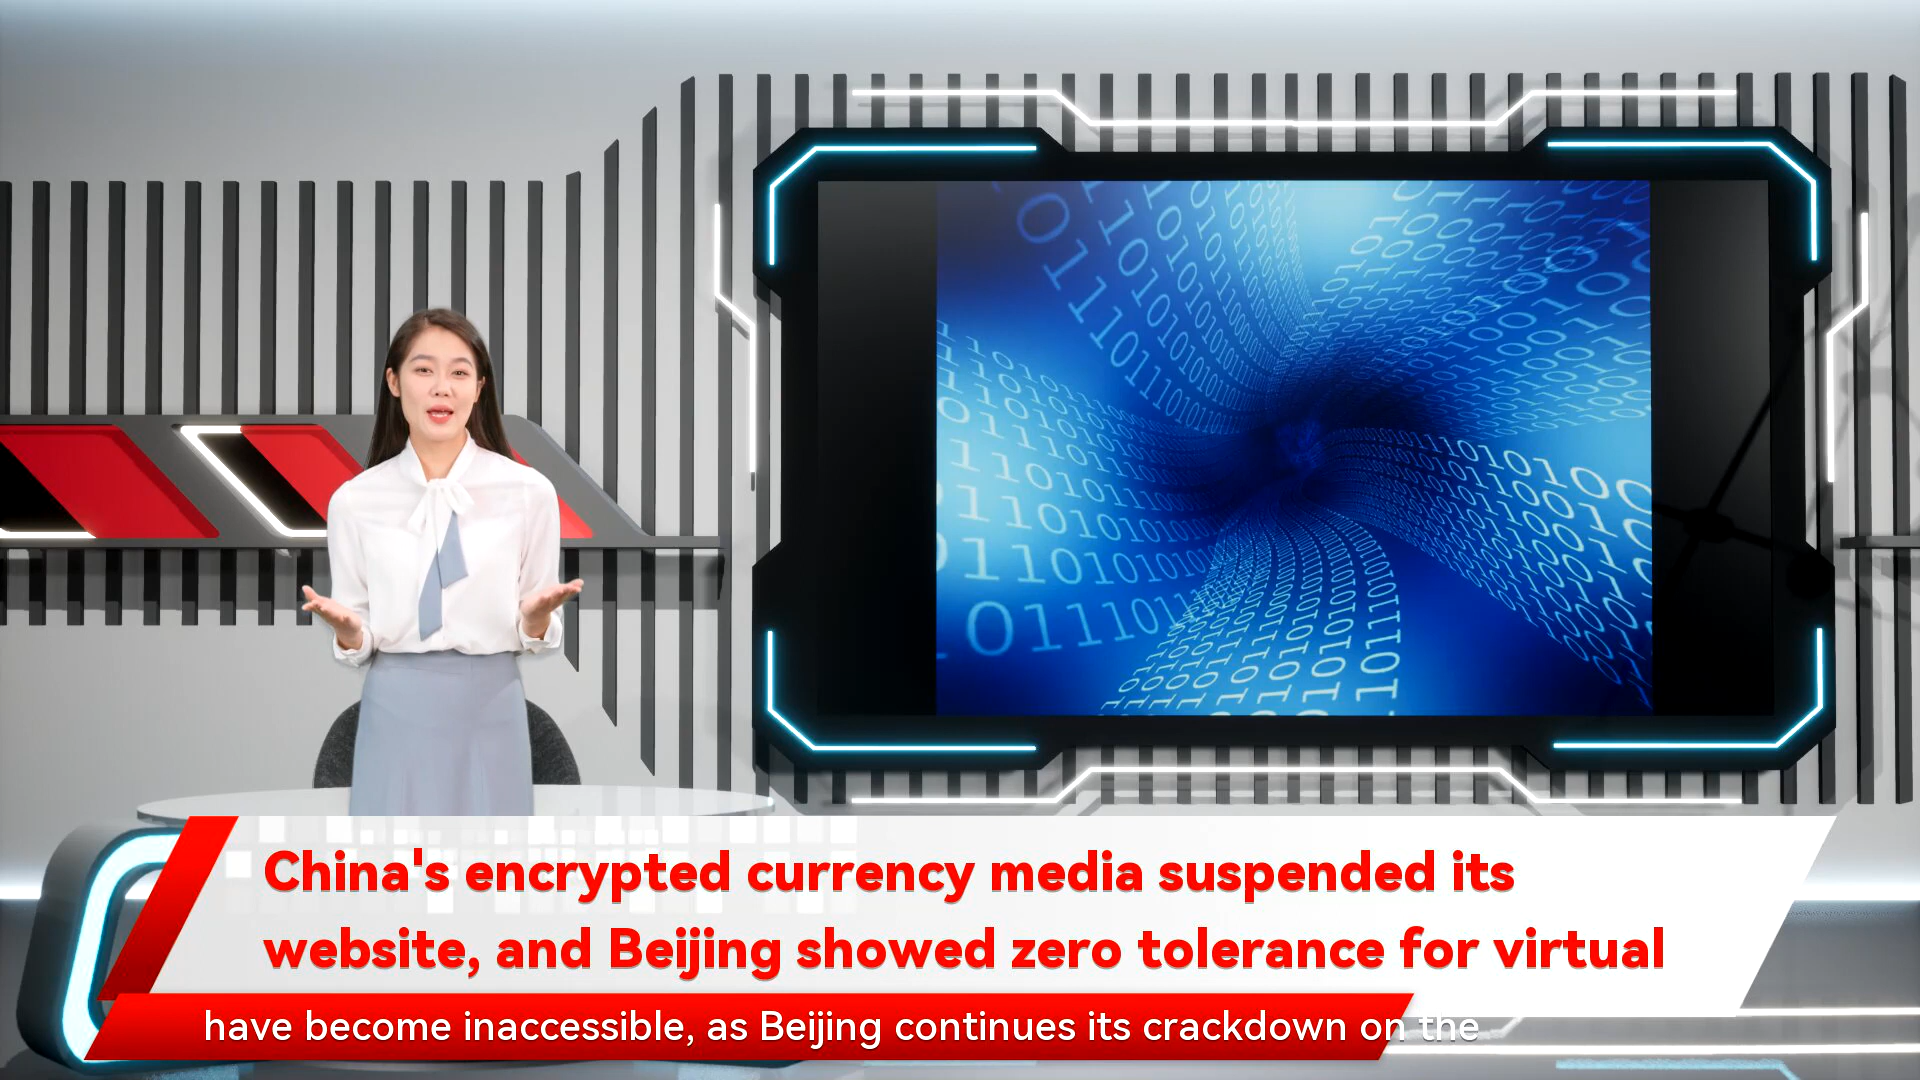 China's encrypted currency media suspended its
website, and Beijing showed zero tolerance for virtual
have become inaccessible, as Beijing continues its crackdown on the